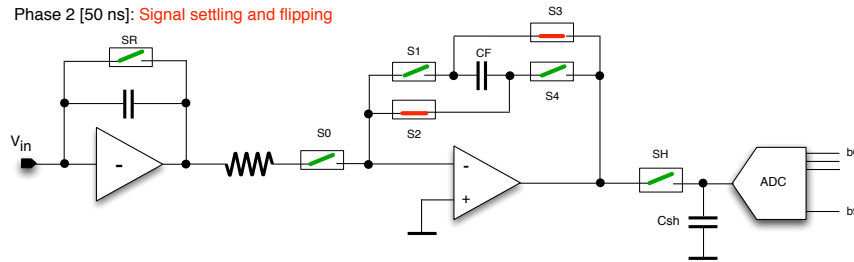 Phase 2 [50 ns]: Signal settling and flipping
S3
SR
S1
CF
S4
S2
Vin
S0
SH
-
-
+
ADC
Csh